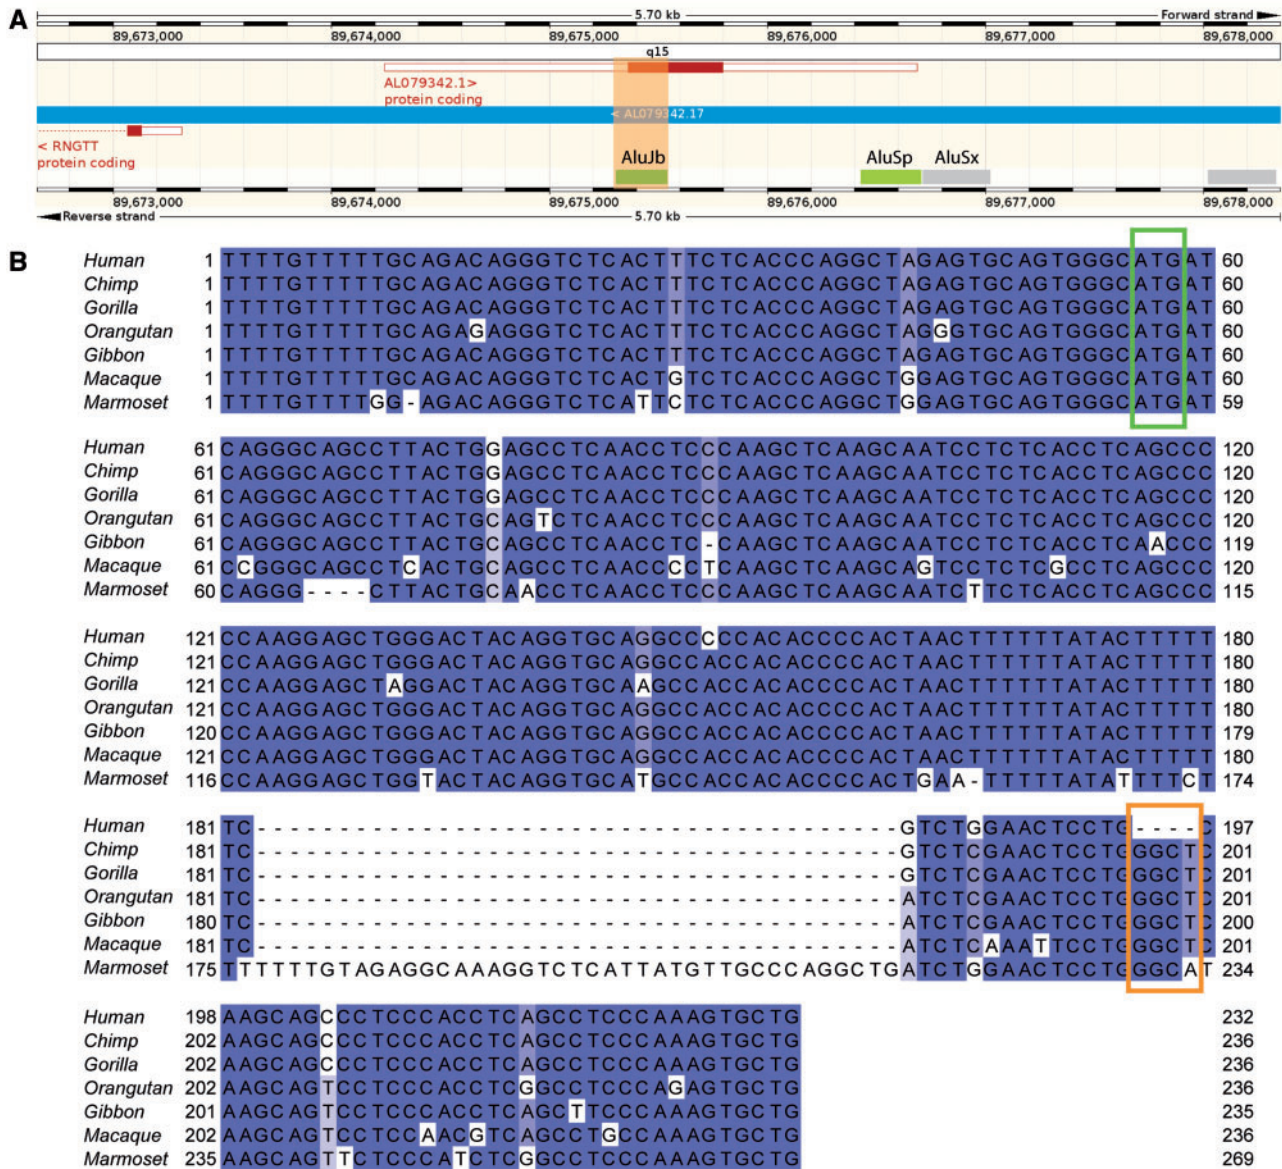 A
5.70 kb Forward strand
89,673,000 89,674,000 89,675,000 89,676,000 89,677,000 89,678,000
q15
AL079342.1>
protein coding
< AL079342.17
< RNGTT
protein coding
AluJb AluSp AluSx
89,673,000 89,674,000 89,675,000 89,676,000 89,677,000 89,678,000
Reverse strand 5.70 kb
B
Human 1 TTTTGTTTTTGCAGACAGGGTCTCACTTTCTCACCCAGGCTAGAGTGCAGTGGGCATGAT 60
Chimp 1 TTTTGTTTTTGCAGACAGGGTCTCACTTTCTCACCCAGGCTAGAGTGCAGTGGGCATGAT 60
Gorilla 1 TTTTGTTTTTGCAGACAGGGTCTCACTTTCTCACCCAGGCTAGAGTGCAGTGGGCATGAT 60
Orangutan 1 TTTTGTTTTTGCAGAGAGGGTCTCACTTTCTCACCCAGGCTAGGGTGCAGTGGGCATGAT 60
Gibbon 1 TTTTGTTTTTGCAGACAGGGTCTCACTTTCTCACCCAGGCTAGAGTGCAGTGGGCATGAT 60
Macaque 1 TTTTGTTTTTGCAGACAGGGTCTCACTGTCTCACCCAGGCTGGAGTGCAGTGGGCATGAT 60
Marmoset 1 TTTTGTTTTGG-AGACAGGGTCTCATTCTCTCACCCAGGCTGGAGTGCAGTGGGCATGAT 59
Human 61 CAGGGCAGCCTTACTGGAGCCTCAACCTCCCAAGCTCAAGCAATCCTCTCACCTCAGCCC 120
Chimp 61 CAGGGCAGCCTTACTGGAGCCTCAACCTCCCAAGCTCAAGCAATCCTCTCACCTCAGCCC 120
Gorilla 61 CAGGGCAGCCTTACTGGAGCCTCAACCTCCCAAGCTCAAGCAATCCTCTCACCTCAGCCC 120
Orangutan 61 CAGGGCAGCCTTACTGCAGTCTCAACCTCCCAAGCTCAAGCAATCCTCTCACCTCAGCCC 120
Gibbon 61 CAGGGCAGCCTTACTGCAGCCTCAACCTC-CAAGCTCAAGCAATCCTCTCACCTCAACCC 119
Macaque 61 CCGGGCAGCCTCACTGCAGCCTCAACCCCTCAAGCTCAAGCAGTCCTCTCGCCTCAGCCC 120
Marmoset 60 CAGGG----CTTACTGCAACCTCAACCTCCCAAGCTCAAGCAATCTTCTCACCTCAGCCC 115
Human 121 CCAAGGAGCTGGGACTACAGGTGCAGGCCCCCACACCCCACTAACTTTTTTATACTTTTT 180
Chimp 121 CCAAGGAGCTGGGACTACAGGTGCAGGCCACCACACCCCACTAACTTTTTTATACTTTTT 180
Gorilla 121 CCAAGGAGCTAGGACTACAGGTGCAAGCCACCACACCCCACTAACTTTTTTATACTTTTT 180
Orangutan 121 CCAAGGAGCTGGGACTACAGGTGCAGGCCACCACACCCCACTAACTTTTTTATACTTTTT 180
Gibbon 120 CCAAGGAGCTGGGACTACAGGTGCAGGCCACCACACCCCACTAACTTTTTTATACTTTTT 179
Macaque 121 CCAAGGAGCTGGGACTACAGGTGCAGGCCACCACACCCCACTAACTTTTTTATACTTTTT 180
Marmoset 116 CCAAGGAGCTGGTACTACAGGTGCATGCCACCACACCCCACTGAA-TTTTTATATTTTCT 174
Human 181 TC---------------------------------------GTCTGGAACTCCTG----C 197
Chimp 181 TC---------------------------------------GTCTCGAACTCCTGGGCTC 201
Gorilla 181 TC---------------------------------------GTCTCGAACTCCTGGGCTC 201
Orangutan 181 TC---------------------------------------ATCTCGAACTCCTGGGCTC 201
Gibbon 180 TC---------------------------------------ATCTCGAACTCCTGGGCTC 200
Macaque 181 TC---------------------------------------ATCTCAAATTCCTGGGCTC 201
Marmoset 175 TTTTTTGTAGAGGCAAAGGTCTCATTATGTTGCCCAGGCTGATCTGGAACTCCTGGGCAT 234
Human 198 AAGCAGCCCTCCCACCTCAGCCTCCCAAAGTGCTG 232
Chimp 202 AAGCAGCCCTCCCACCTCAGCCTCCCAAAGTGCTG 236
Gorilla 202 AAGCAGCCCTCCCACCTCAGCCTCCCAAAGTGCTG 236
Orangutan 202 AAGCAGTCCTCCCACCTCGGCCTCCCAGAGTGCTG 236
Gibbon 201 AAGCAGTCCTCCCACCTCAGCTTCCCAAAGTGCTG 235
Macaque 202 AAGCAGTCCTCCAACGTCAGCCTGCCAAAGTGCTG 236
Marmoset 235 AAGCAGTTCTCCCATCTCGGCCTCCCAAAGTGCTG 269